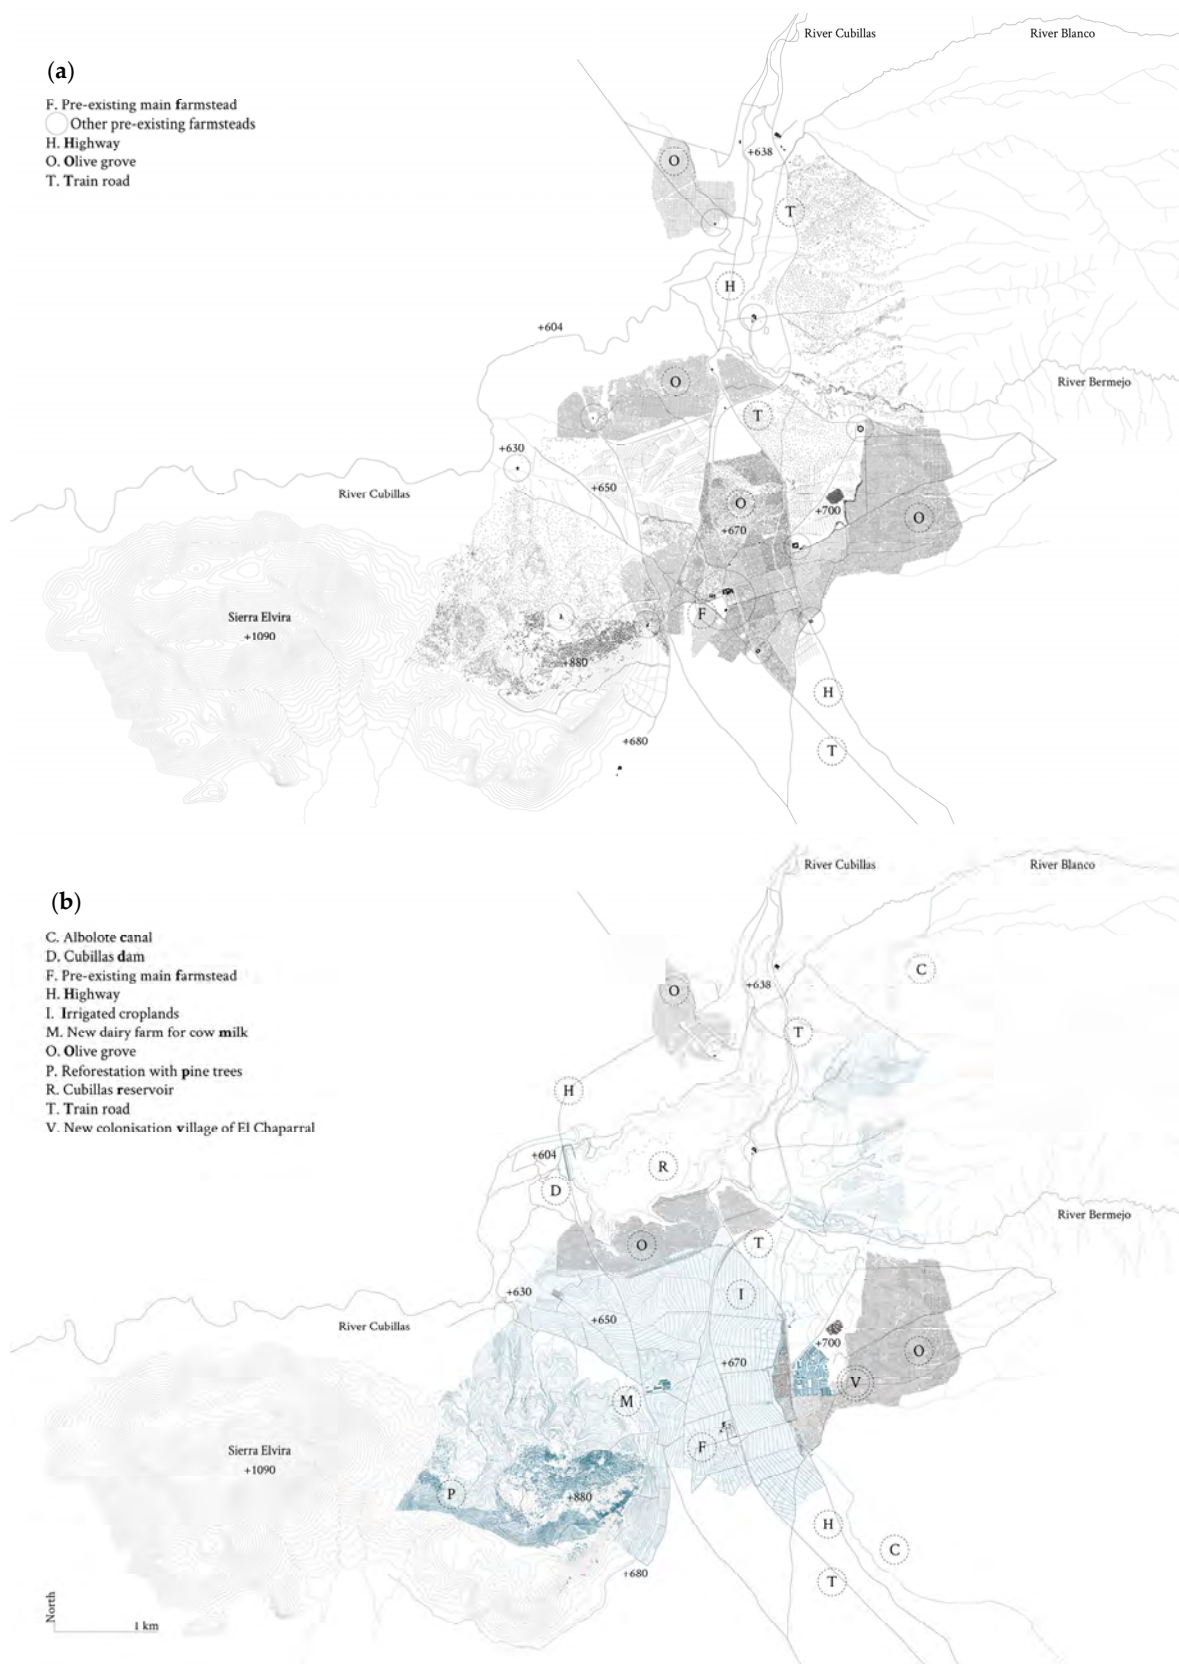 River Cubillas
River Blanco
(a)
F. Pre-existing main farmstead
Other pre-existing farmsteads
H. Highway
O. Olive grove
T. Train road
+638
O
T
H
+604
O
River Bermejo
T
+630
+650
River Cubillas
O
+700
O
+670
Sierra Elvira
+1090
F
+880
H
+680
T
River Cubillas
River Blanco
(b)
C. Albolote canal
D. Cubillas dam
F. Pre-existing main farmstead
H. Highway
I. Irrigated croplands
M. New dairy farm for cow milk
O. Olive grove
P. Reforestation with pine trees
R. Cubillas reservoir
T. Train road
V. New colonisation village of El Chaparral
C
+638
O
T
H
+604
R
D
River Bermejo
O
T
+630
I
+650
River Cubillas
+700
O
+670
V
M
Sierra Elvira
+1090
F
P
+880
H
C
+680
T
North
1 km